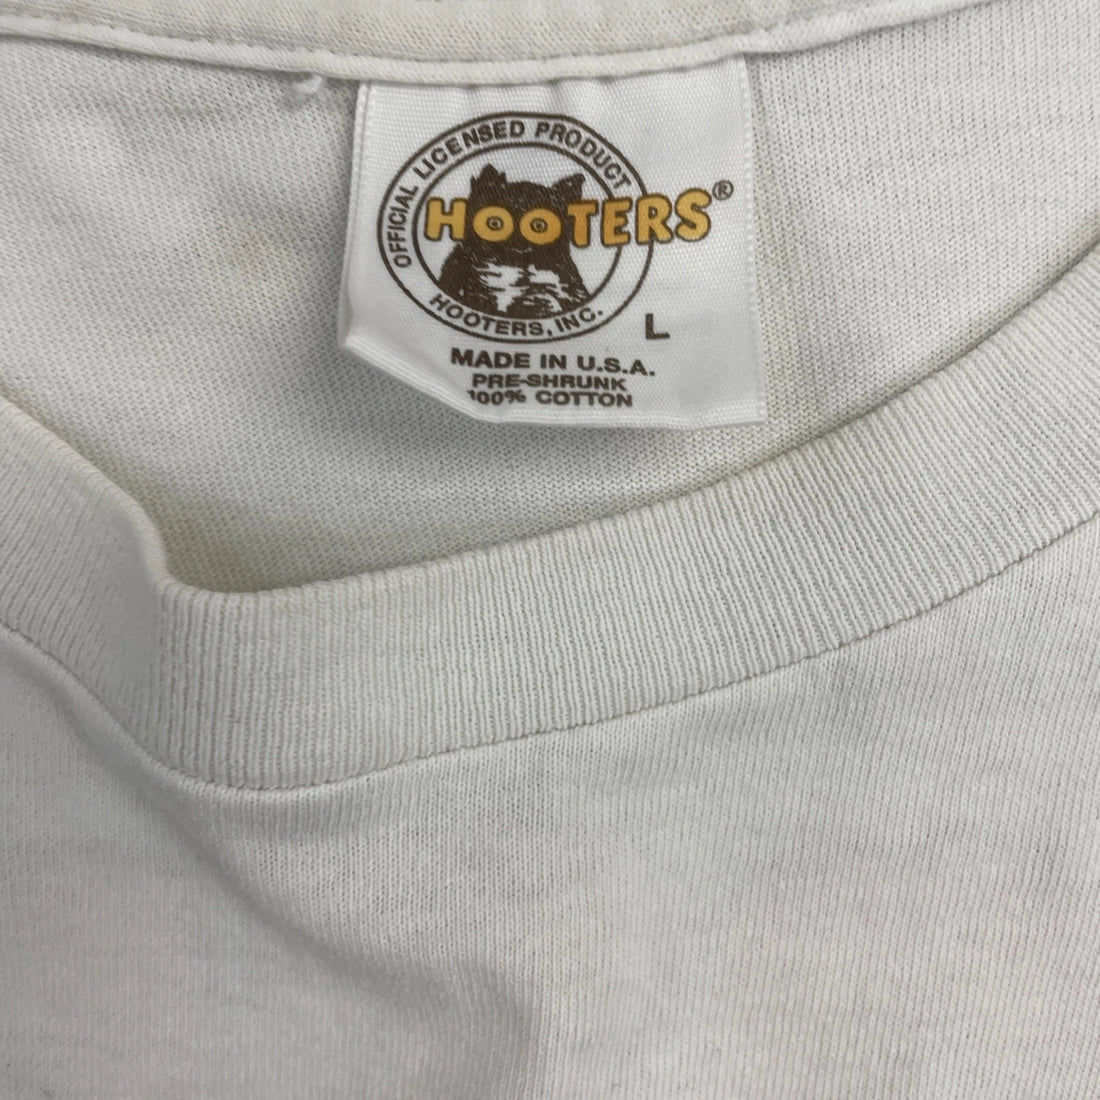 OFFICIAL LICENSED PRODUCT
HOOTERS®
HOOTERS, INC.
L
MADE IN U.S.A.
PRE-SHRUNK
100% COTTON